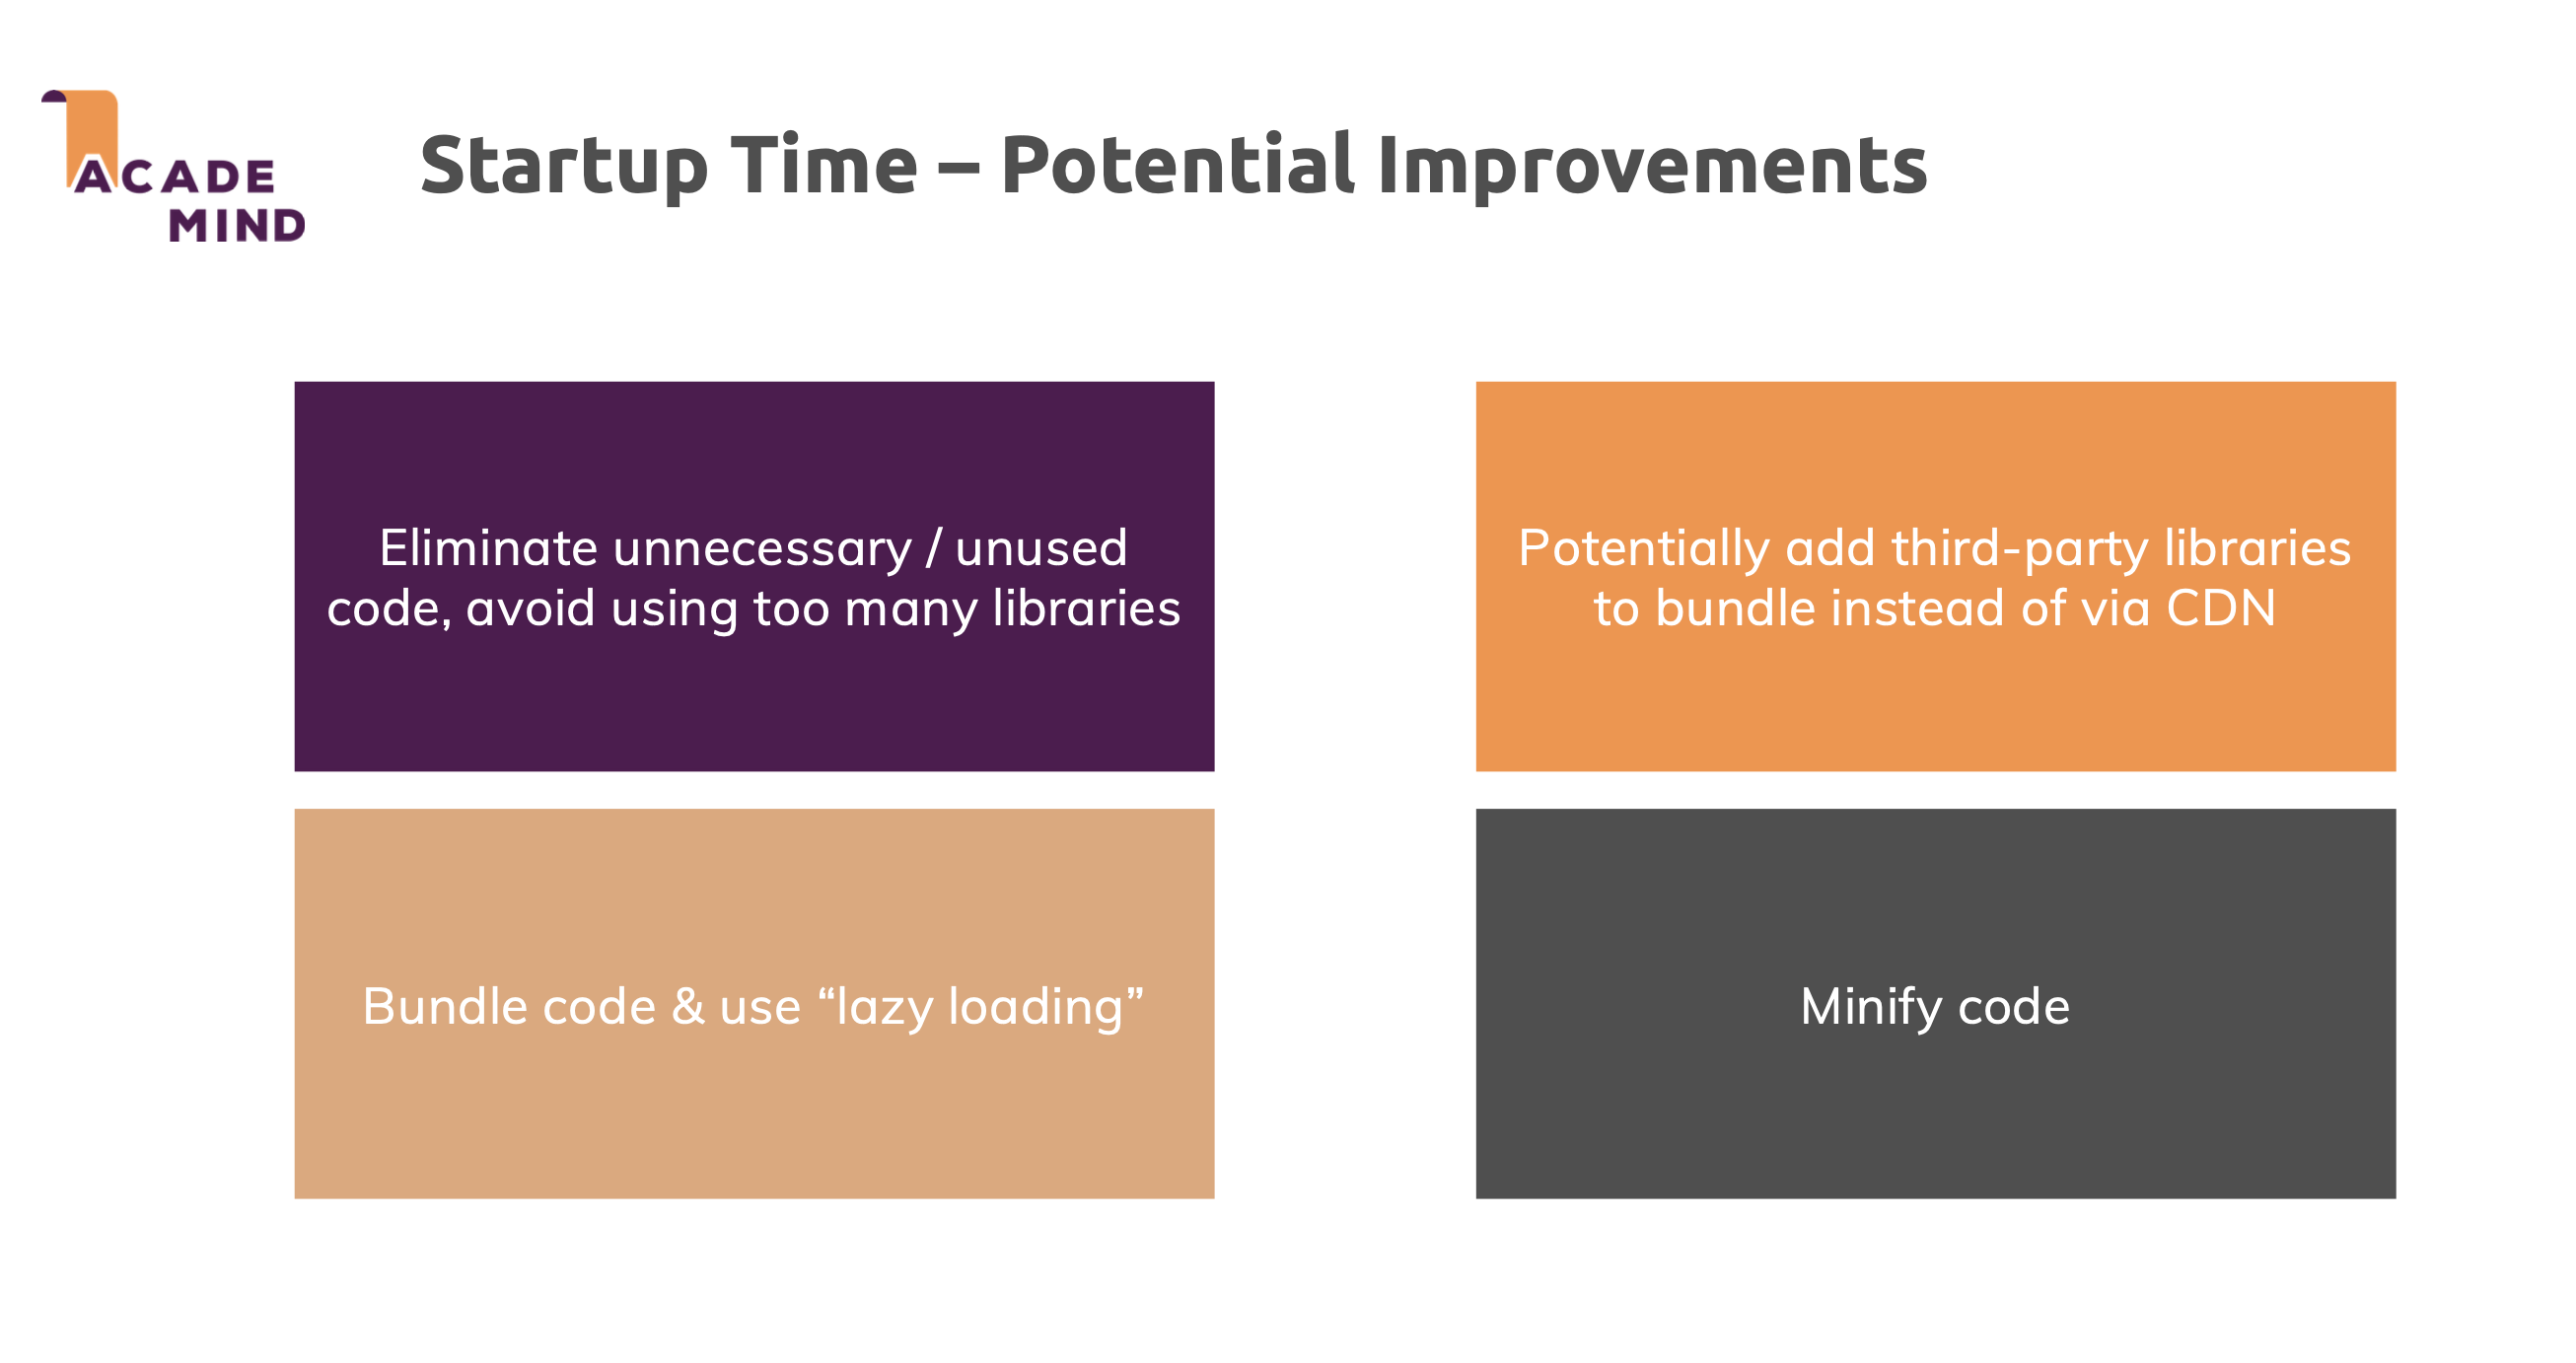 ACADE
MIND
Startup Time – Potential Improvements
Eliminate unnecessary / unused
code, avoid using too many libraries
Potentially add third-party libraries
to bundle instead of via CDN
Bundle code & use “lazy loading”
Minify code